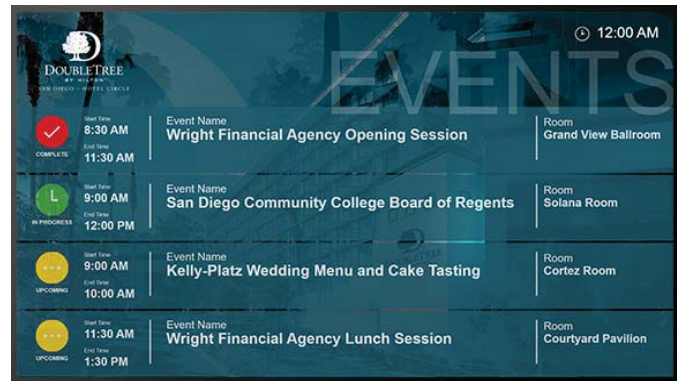 12:00 AM
DOUBLETREE
BY HILTON™
SAN DIEGO - HOTEL CIRCLE
EVENTS
COMPLETE
Start Time
8:30 AM
End Time
11:30 AM
Event Name
Wright Financial Agency Opening Session
Room
Grand View Ballroom
IN PROGRESS
Start Time
9:00 AM
End Time
12:00 PM
Event Name
San Diego Community College Board of Regents
Room
Solana Room
UPCOMING
Start Time
9:00 AM
End Time
10:00 AM
Event Name
Kelly-Platz Wedding Menu and Cake Tasting
Room
Cortez Room
UPCOMING
Start Time
11:30 AM
End Time
1:30 PM
Event Name
Wright Financial Agency Lunch Session
Room
Courtyard Pavilion